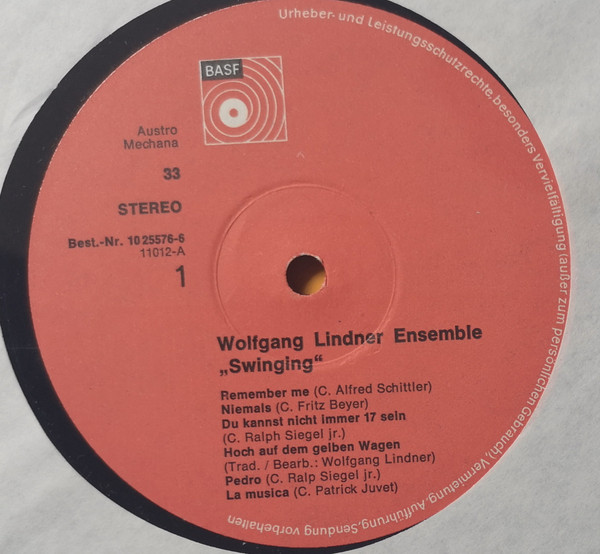 Urheber- und Leistungsschutzrechte, besonders Vervielfältigung (außer zum persönlichen Gebrauch), Vermietung, Aufführung, Sendung vorbehalten
BASF
Austro
Mechana
33
STEREO
Best.-Nr. 10 25576-6
11012-A
1
Wolfgang Lindner Ensemble
„Swinging“
Remember me (C. Alfred Schittler)
Niemals (C. Fritz Beyer)
Du kannst nicht immer 17 sein
(C. Ralph Siegel jr.)
Hoch auf dem gelben Wagen
(Trad. / Bearb.: Wolfgang Lindner)
Pedro (C. Ralp Siegel jr.)
La musica (C. Patrick Juvet)